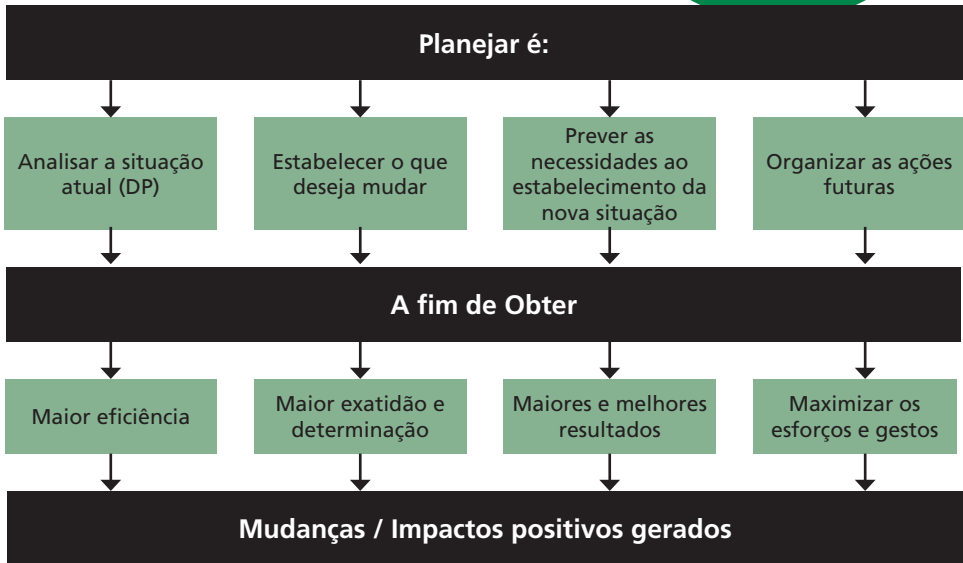 Planejar é:
Analisar a situação
atual (DP)
Estabelecer o que
deseja mudar
Prever as
necessidades ao
estabelecimento da
nova situação
Organizar as ações
futuras
A fim de Obter
Maior eficiência
Maior exatidão e
determinação
Maiores e melhores
resultados
Maximizar os
esforços e gestos
Mudanças / Impactos positivos gerados